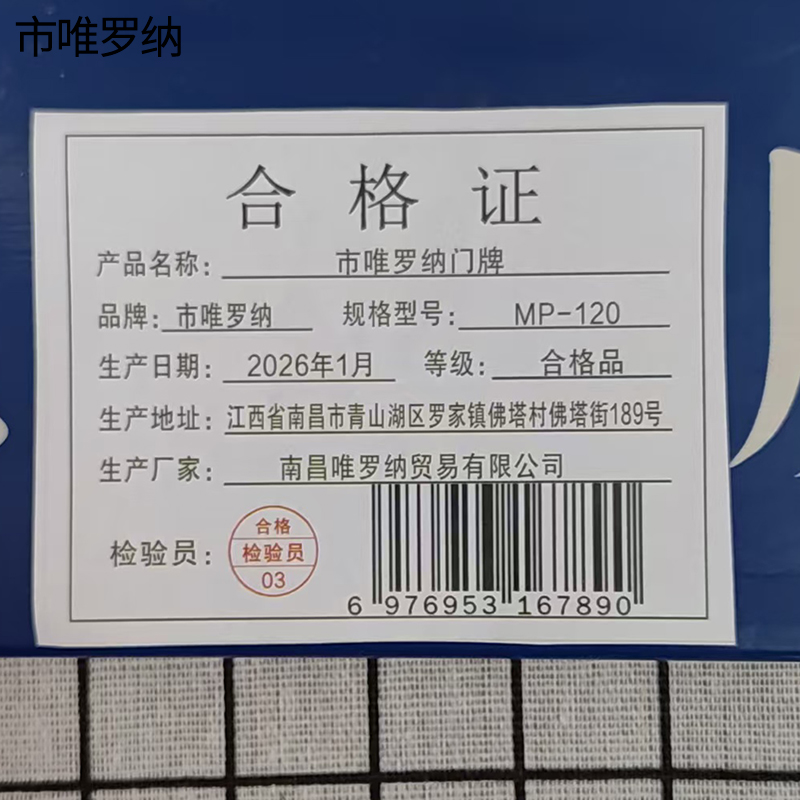 市唯罗纳
合格证
产品名称：市唯罗纳门牌
品牌：市唯罗纳 规格型号：MP-120
生产日期：2026年1月 等级：合格品
生产地址：江西省南昌市青山湖区罗家镇佛塔村佛塔街189号
生产厂家：南昌唯罗纳贸易有限公司
检验员：
合格
检验员
03
6 976953 167890